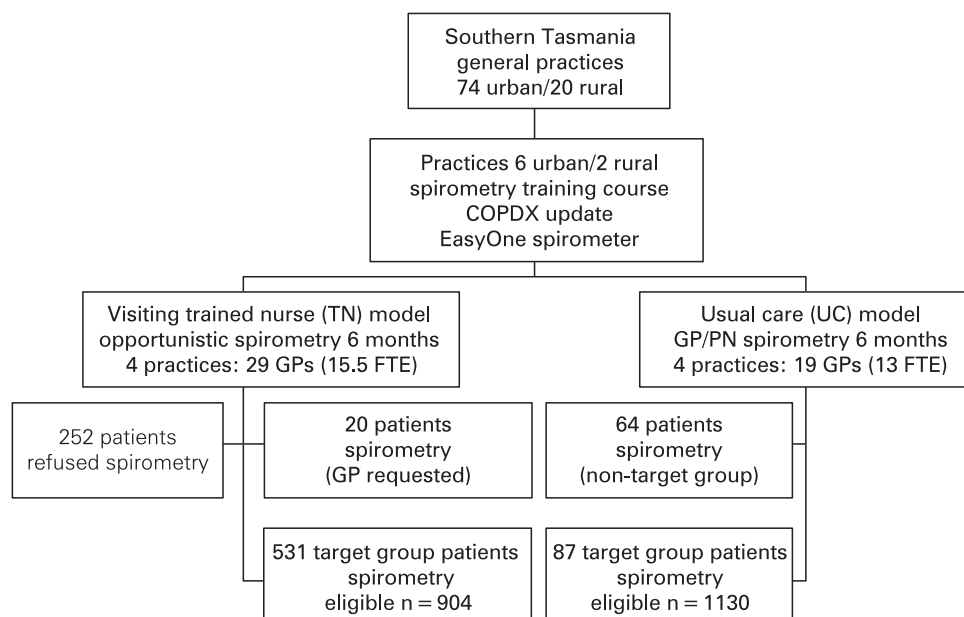 Southern Tasmania
general practices
74 urban/20 rural
Practices 6 urban/2 rural
spirometry training course
COPDX update
EasyOne spirometer
Visiting trained nurse (TN) model
opportunistic spirometry 6 months
4 practices: 29 GPs (15.5 FTE)
Usual care (UC) model
GP/PN spirometry 6 months
4 practices: 19 GPs (13 FTE)
252 patients
refused spirometry
20 patients
spirometry
(GP requested)
64 patients
spirometry
(non-target group)
531 target group patients
spirometry
eligible n = 904
87 target group patients
spirometry
eligible n = 1130